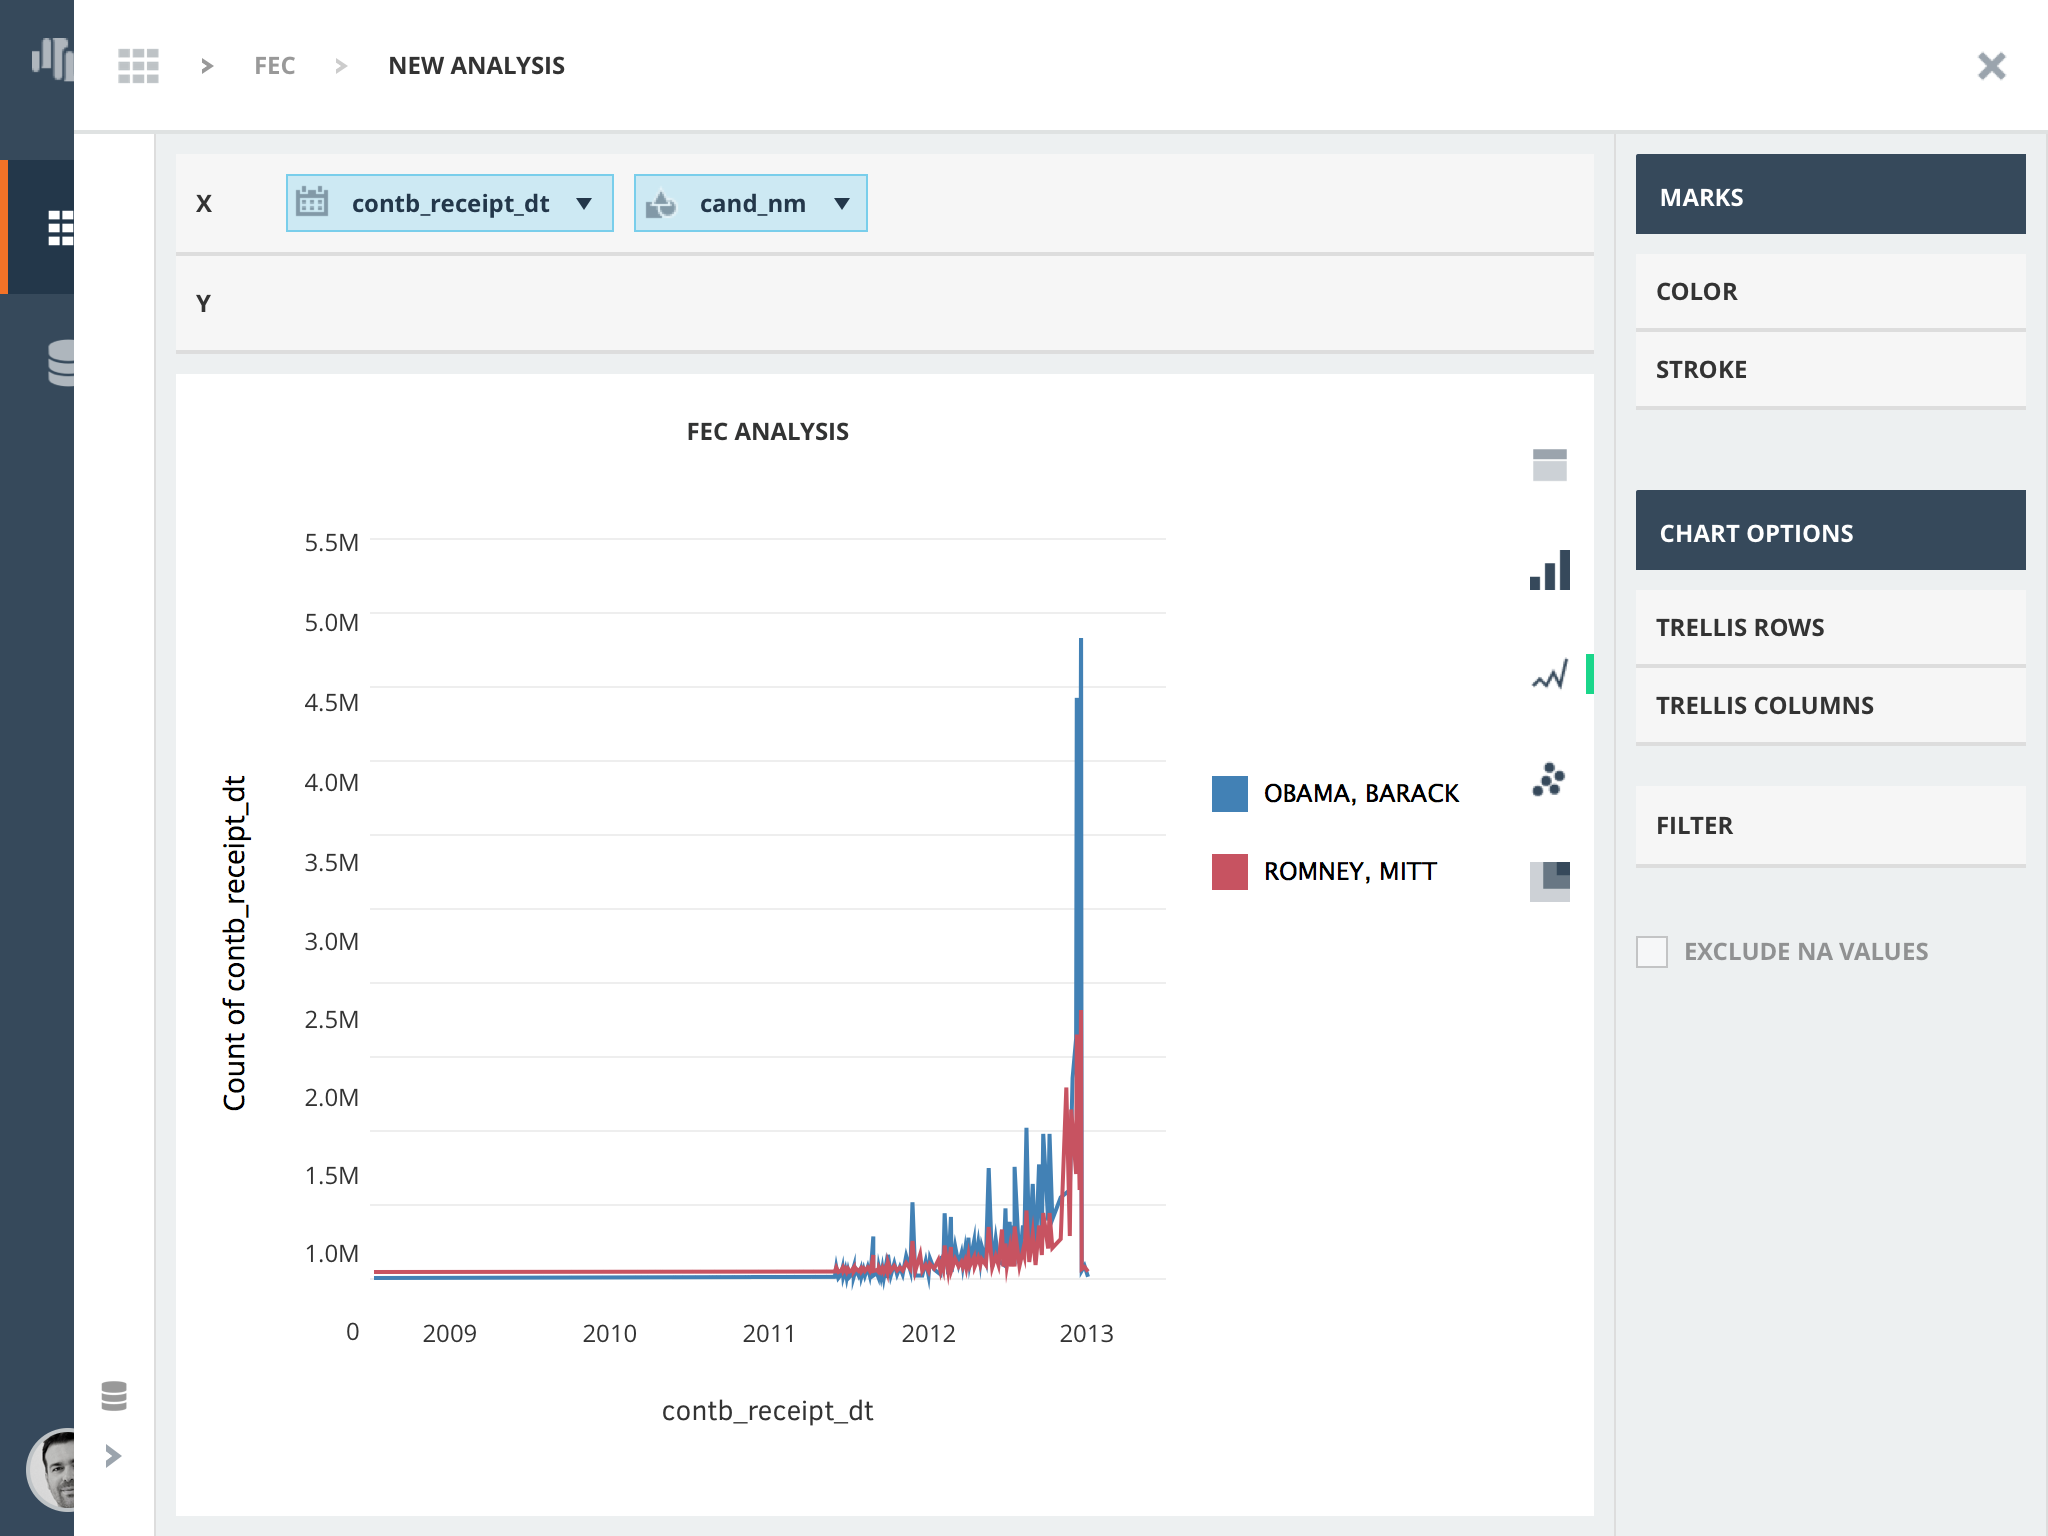 FEC
NEW ANALYSIS
X
contb_receipt_dt
cand_nm
Y
FEC ANALYSIS
5.5M
5.0M
4.5M
4.0M
3.5M
3.0M
2.5M
2.0M
1.5M
1.0M
0
Count of contb_receipt_dt
2009
2010
2011
2012
2013
contb_receipt_dt
OBAMA, BARACK
ROMNEY, MITT
MARKS
COLOR
STROKE
CHART OPTIONS
TRELLIS ROWS
TRELLIS COLUMNS
FILTER
EXCLUDE NA VALUES